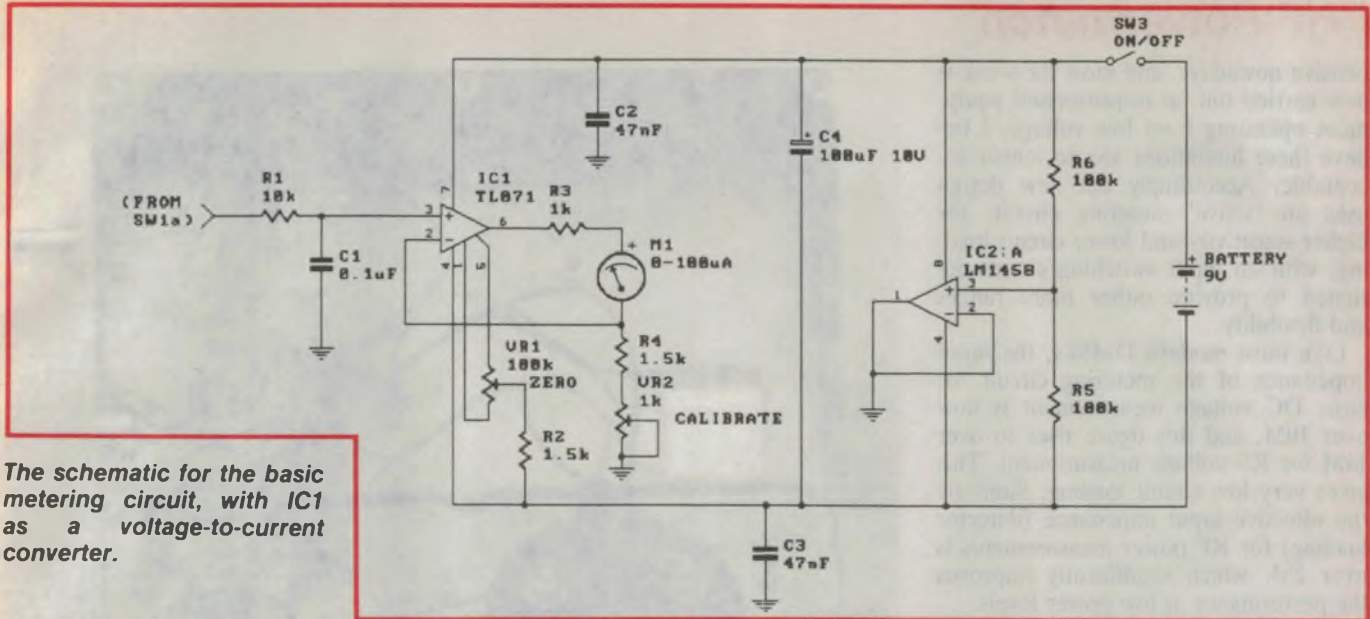 SW3
ON/OFF
C2
47nF
C4
100uF 10V
R6
100k
(FROM
SW1a)
R1
10k
IC1
TL071
R3
1k
7
3
+
2
-
6
4
1
5
+
M1
0-100uA
C1
0.1uF
IC2:A
LM1458
8
+
3
-
2
1
4
BATTERY
9V
+
VR1
100k
ZERO
R4
1.5k
VR2
1k
CALIBRATE
R5
100k
R2
1.5k
C3
47nF
The schematic for the basic
metering circuit, with IC1
as a voltage-to-current
converter.